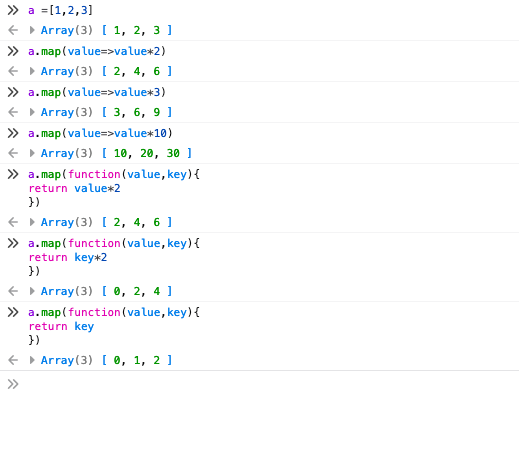 a =[1,2,3]
Array(3) [ 1, 2, 3 ]
a.map(value=>value*2)
Array(3) [ 2, 4, 6 ]
a.map(value=>value*3)
Array(3) [ 3, 6, 9 ]
a.map(value=>value*10)
Array(3) [ 10, 20, 30 ]
a.map(function(value,key){
return value*2
})
Array(3) [ 2, 4, 6 ]
a.map(function(value,key){
return key*2
})
Array(3) [ 0, 2, 4 ]
a.map(function(value,key){
return key
})
Array(3) [ 0, 1, 2 ]